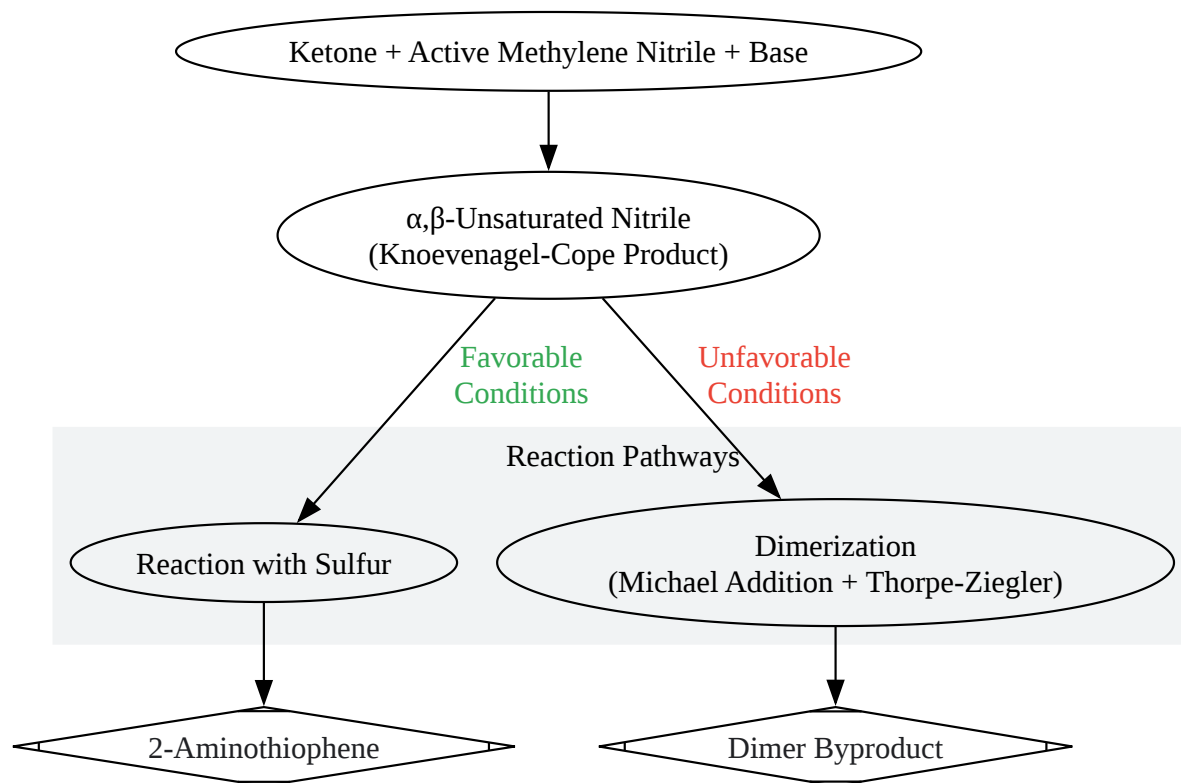 Ketone + Active Methylene Nitrile + Base
α,β-Unsaturated Nitrile
(Knoevenagel-Cope Product)
Favorable
Conditions
Unfavorable
Conditions
Reaction Pathways
Reaction with Sulfur
Dimerization
(Michael Addition + Thorpe-Ziegler)
2-Aminothiophene
Dimer Byproduct